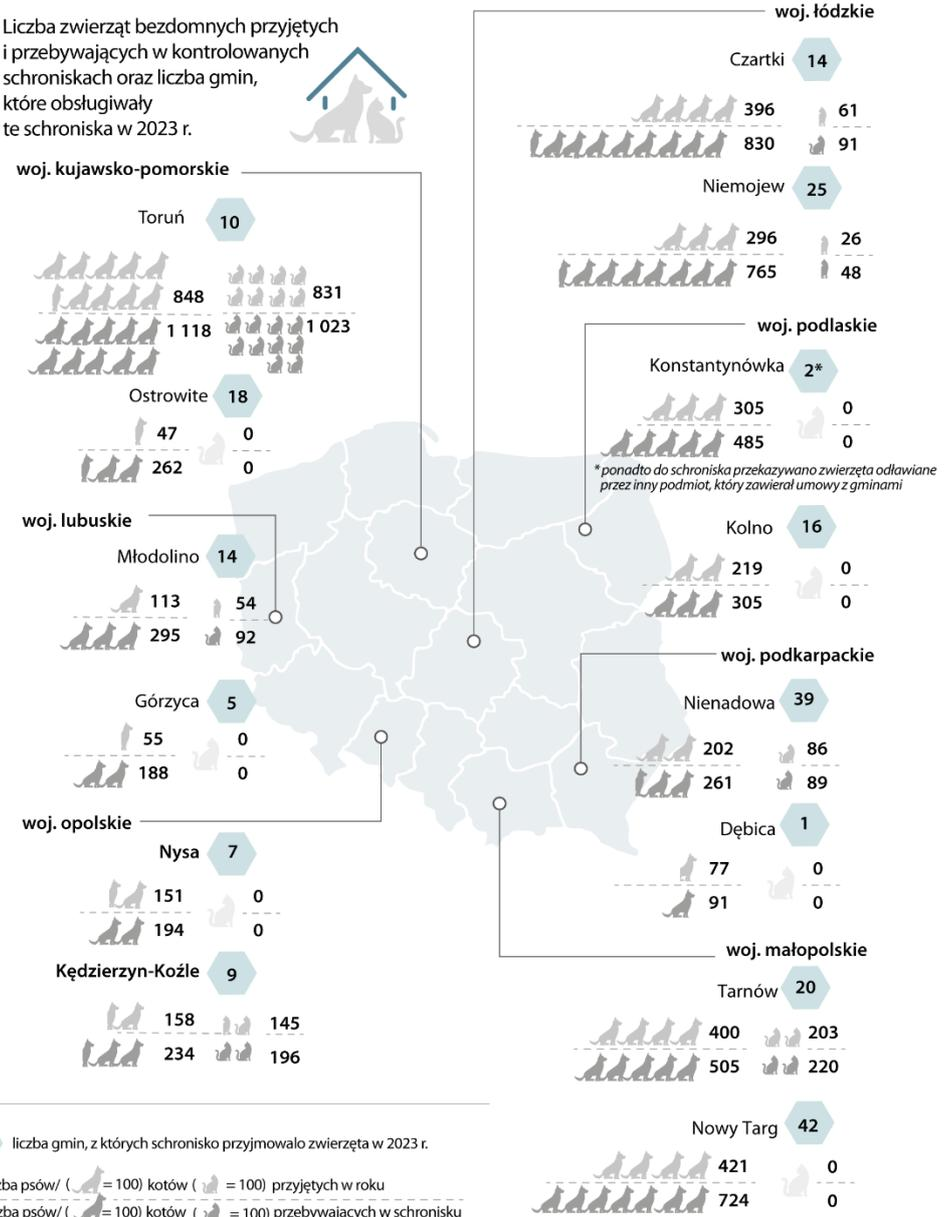 Liczba zwierząt bezdomnych przyjętych
i przebywających w kontrolowanych
schroniskach oraz liczba gmin,
które obsługiwały
te schroniska w 2023 r.
woj. kujawsko-pomorskie
Toruń 10
848 831
1 118 1 023
Ostrowite 18
47 0
262 0
woj. lubuskie
Młodolino 14
113 54
295 92
Górzyca 5
55 0
188 0
woj. opolskie
Nysa 7
151 0
194 0
Kędzierzyn-Koźle 9
158 145
234 196
woj. łódzkie
Czartki 14
396 61
830 91
Niemojew 25
296 26
765 48
woj. podlaskie
Konstantynówka 2*
305 0
485 0
* ponadto do schroniska przekazywano zwierzęta odławiane
przez inny podmiot, który zawierał umowy z gminami
Kolno 16
219 0
305 0
woj. podkarpackie
Nienadowa 39
202 86
261 89
Dębica 1
77 0
91 0
woj. małopolskie
Tarnów 20
400 203
505 220
Nowy Targ 42
421 0
724 0
liczba gmin, z których schronisko przyjmowalo zwierzęta w 2023 r.
zba psów/ ( = 100) kotów ( = 100) przyjętych w roku
zba psów/ ( = 100) kotów ( = 100) przebywających w schronisku